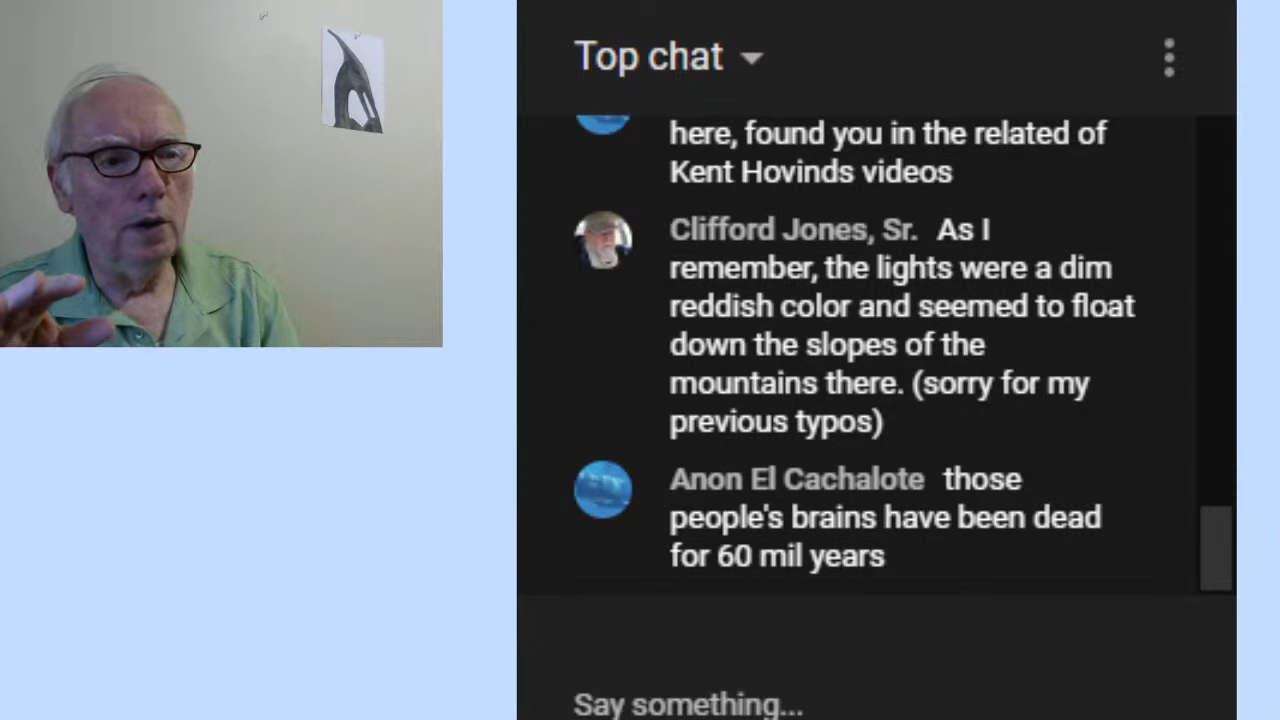 Top chat
here, found you in the related of
Kent Hovinds videos
Clifford Jones, Sr. As I
remember, the lights were a dim
reddish color and seemed to float
down the slopes of the
mountains there. (sorry for my
previous typos)
Anon El Cachalote those
people's brains have been dead
for 60 mil years
Say something...